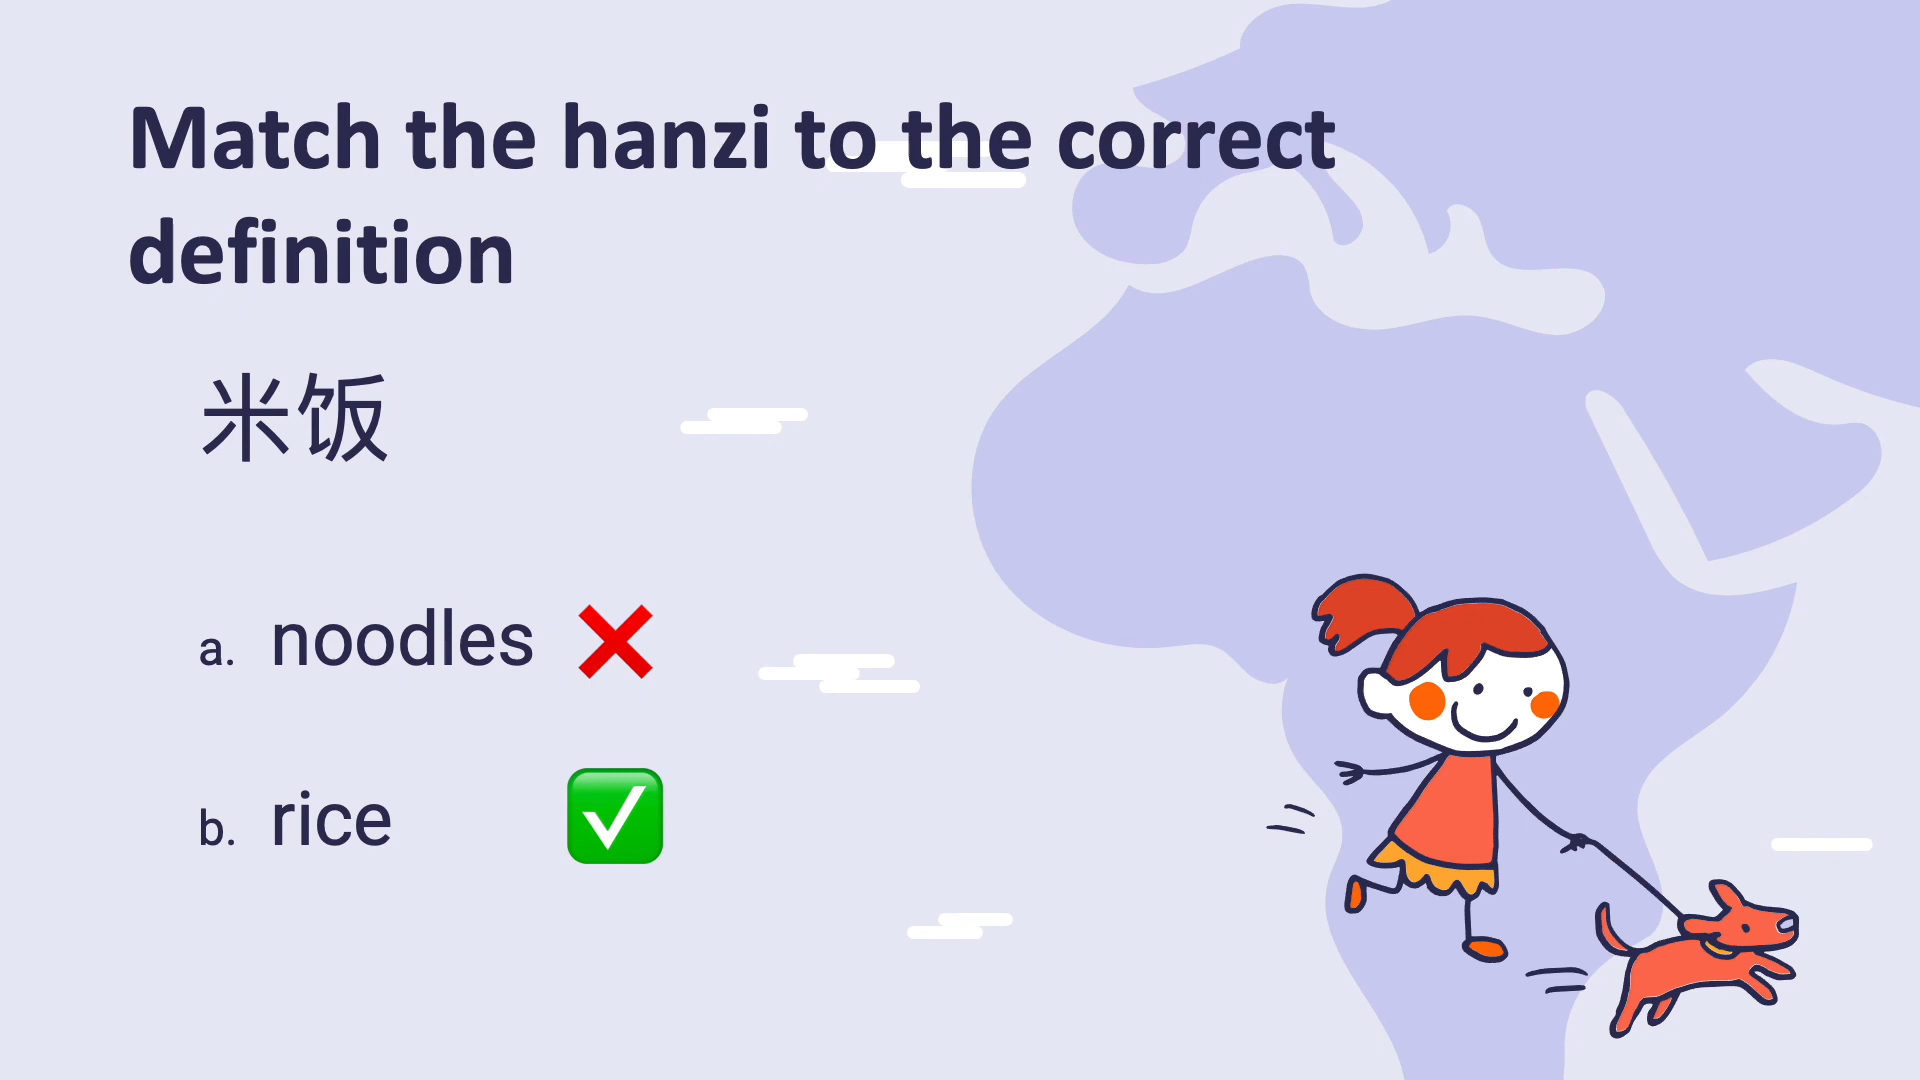 Match the hanzi to the correct
definition
米饭
a. noodles ❌
b. rice ✅